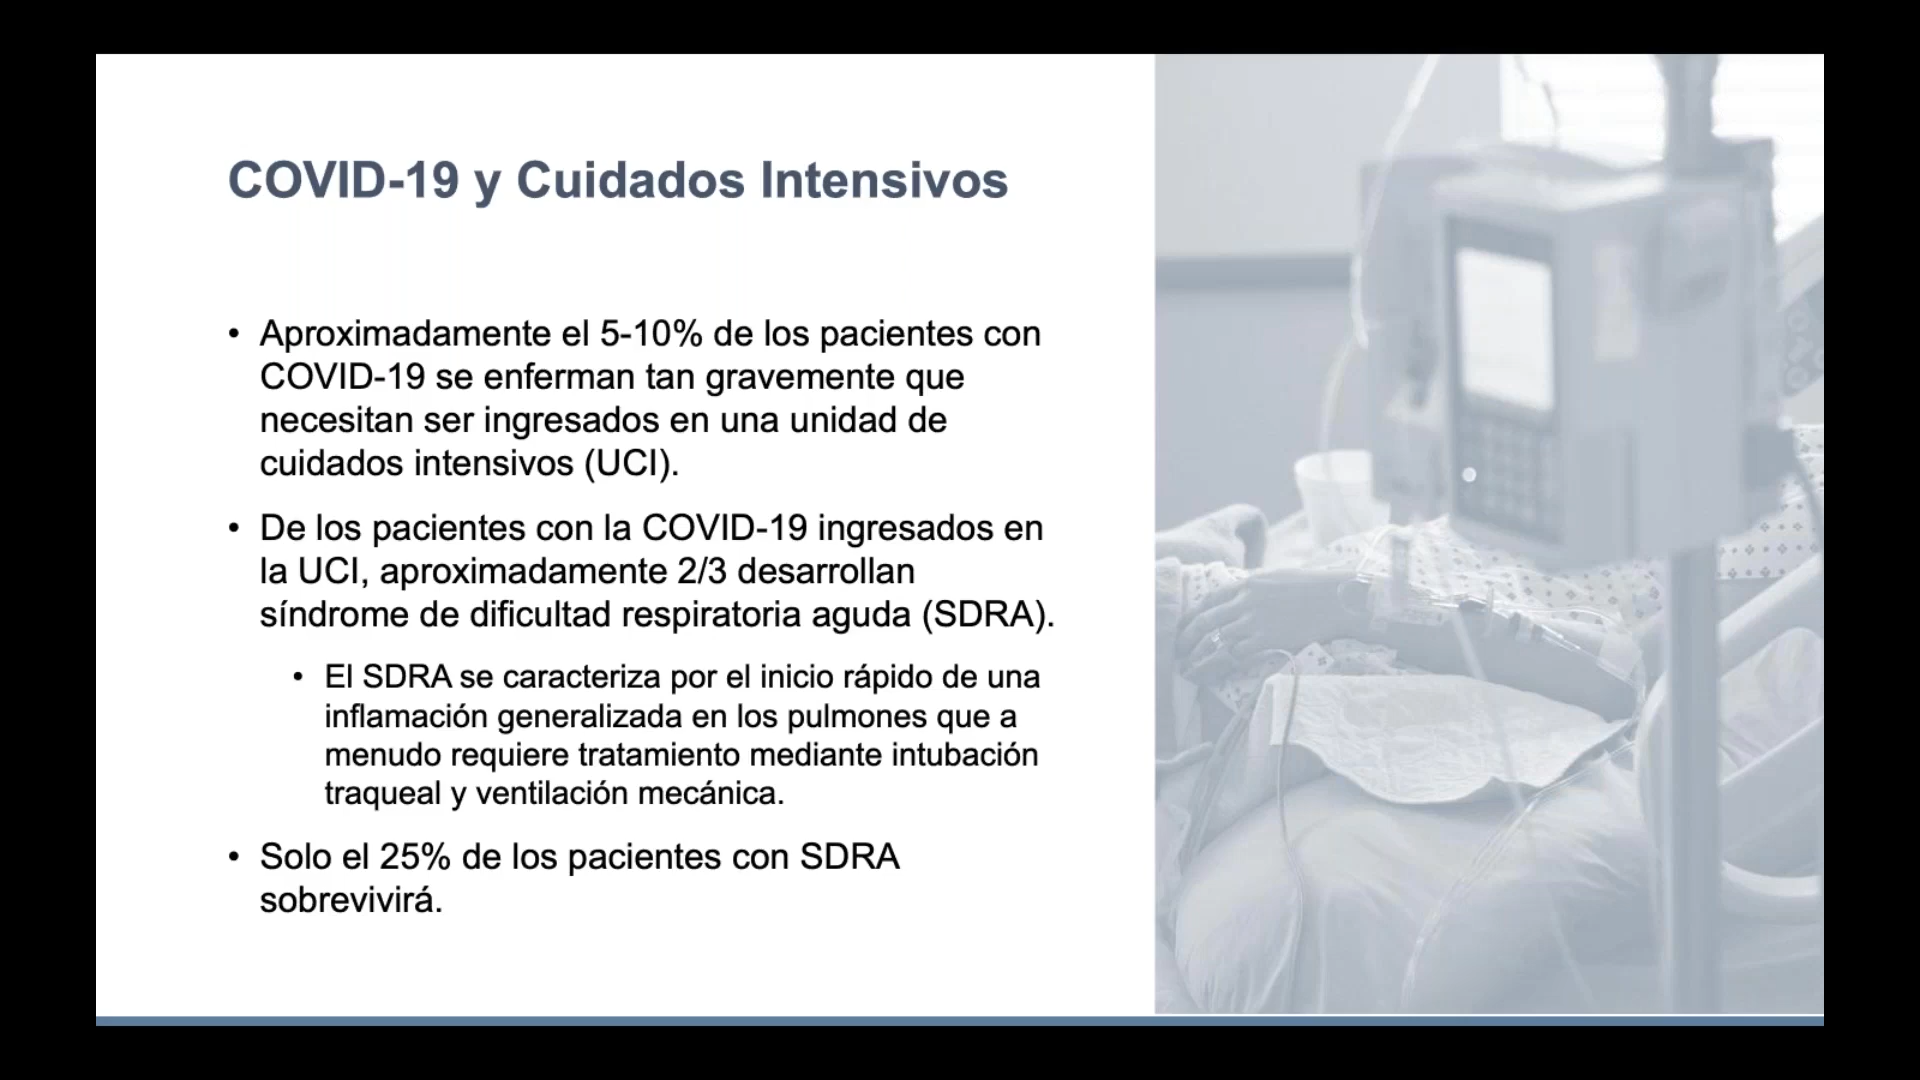 COVID-19 y Cuidados Intensivos
• Aproximadamente el 5-10% de los pacientes con
COVID-19 se enferman tan gravemente que
necesitan ser ingresados en una unidad de
cuidados intensivos (UCI).
• De los pacientes con la COVID-19 ingresados en
la UCI, aproximadamente 2/3 desarrollan
síndrome de dificultad respiratoria aguda (SDRA).
• El SDRA se caracteriza por el inicio rápido de una
inflamación generalizada en los pulmones que a
menudo requiere tratamiento mediante intubación
traqueal y ventilación mecánica.
• Solo el 25% de los pacientes con SDRA
sobrevivirá.